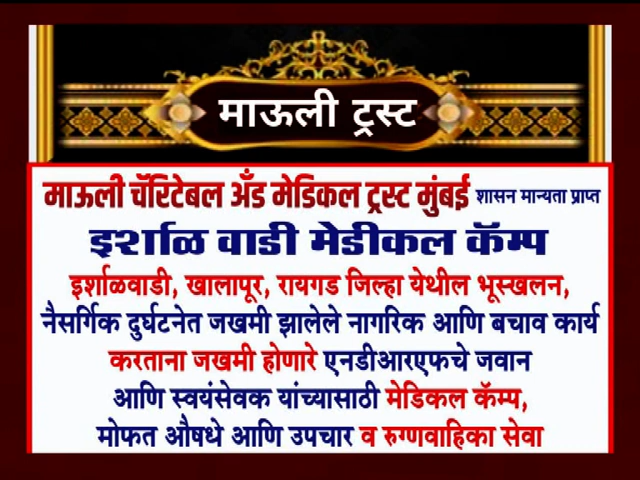 माऊली ट्रस्ट
माऊली चॅरिटेबल अँड मेडिकल ट्रस्ट मुंबई शासन मान्यता प्राप्त
इर्शाळ वाडी मेडीकल कॅम्प
इर्शाळवाडी, खालापूर, रायगड जिल्हा येथील भूस्खलन,
नैसर्गिक दुर्घटनेत जखमी झालेले नागरिक आणि बचाव कार्य
करताना जखमी होणारे एनडीआरएफचे जवान
आणि स्वयंसेवक यांच्यासाठी मेडिकल कॅम्प,
मोफत औषधे आणि उपचार व रुग्णवाहिका सेवा